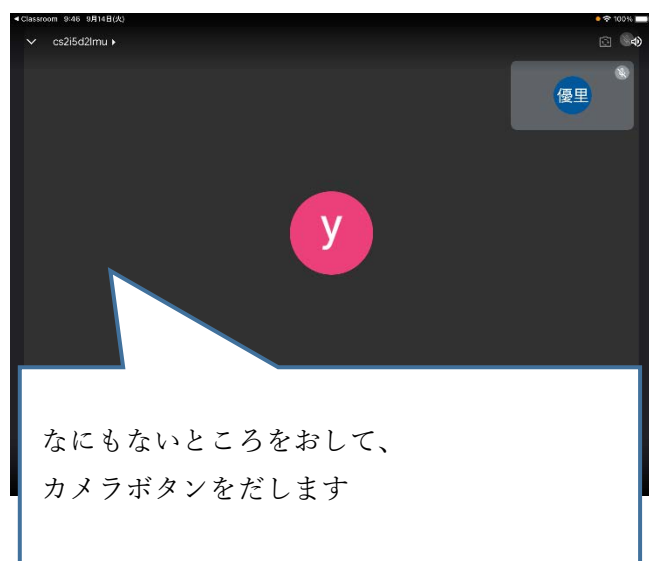 ◀Classroom 9:46 9月14日(火) 100%
cs2i5d2lmu ▸
優里
y
なにもないところをおして、
カメラボタンをだします